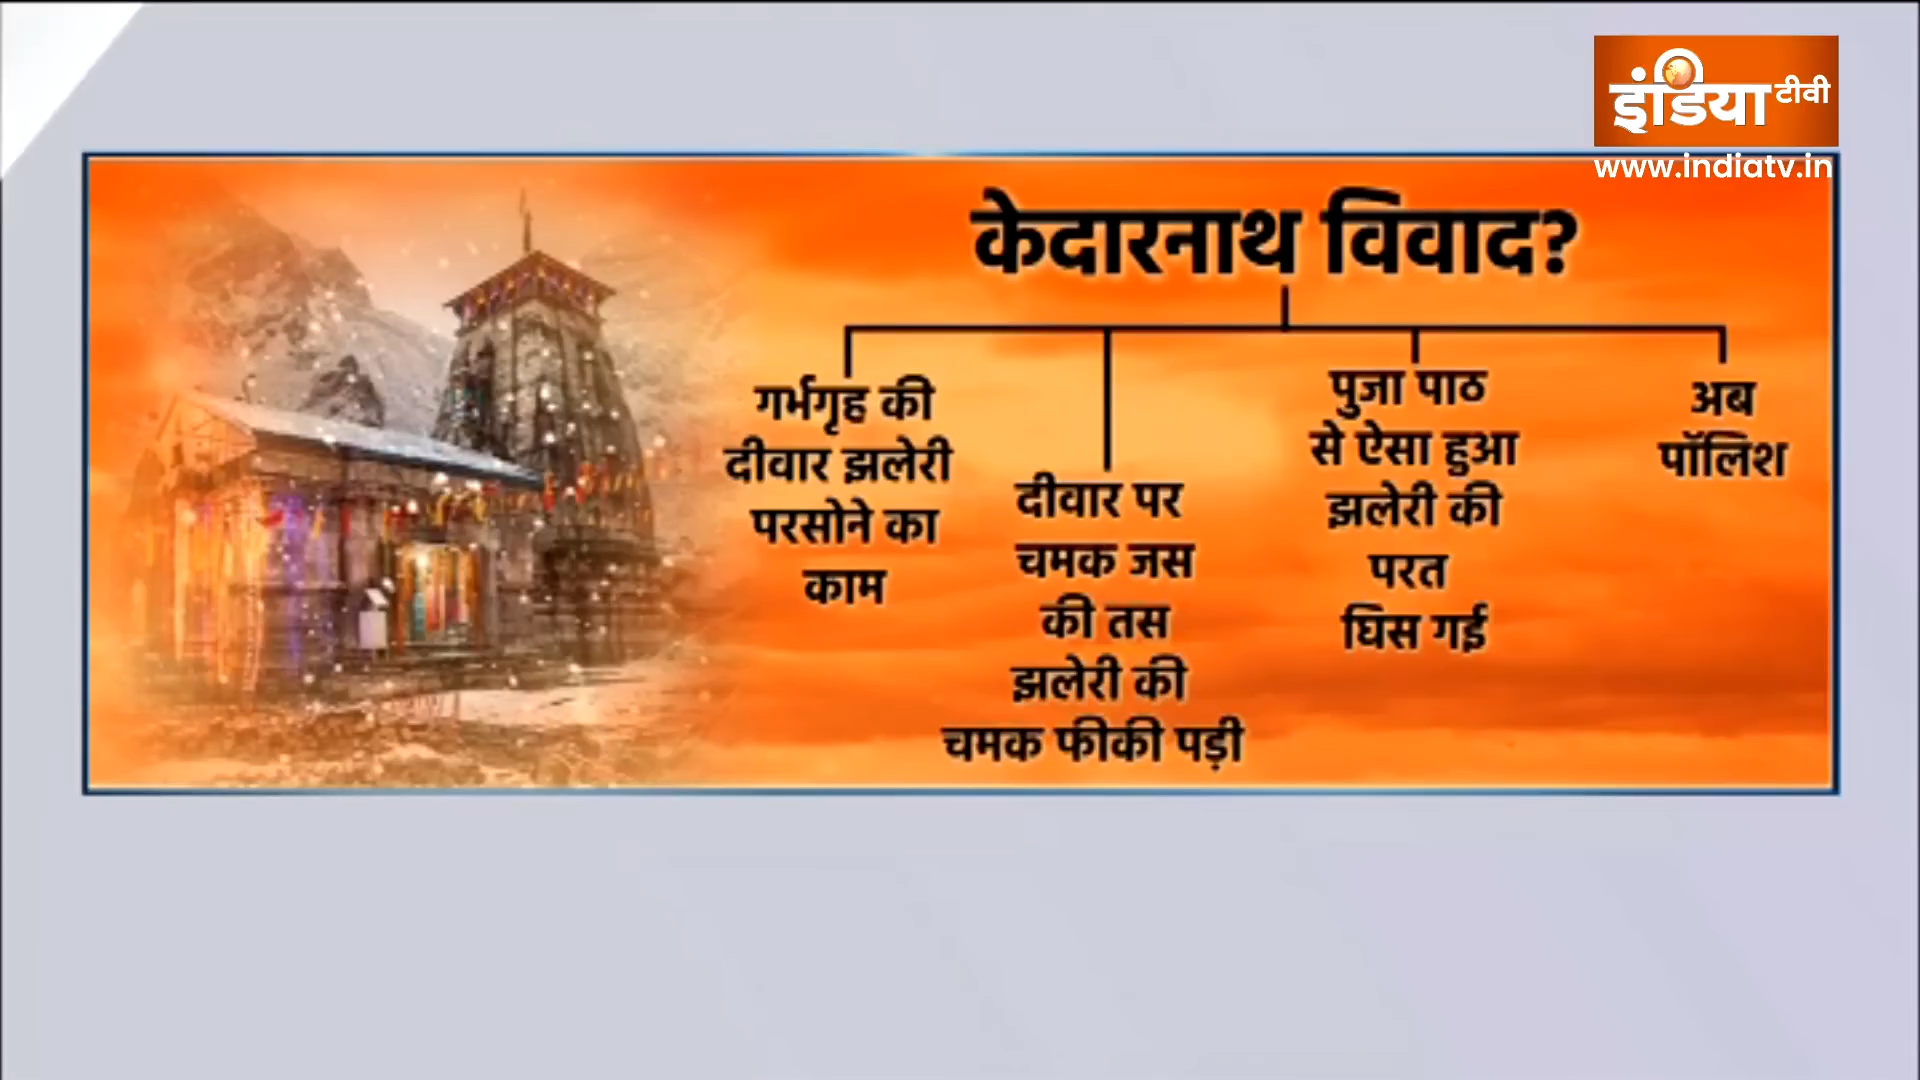 इंडिया टीवी
www.indiatv.in
केदारनाथ विवाद?
गर्भगृह की
दीवार झलेरी
परसोने का
काम
दीवार पर
चमक जस
की तस
झलेरी की
चमक फीकी पड़ी
पुजा पाठ
से ऐसा हुआ
झलेरी की
परत
घिस गई
अब
पॉलिश